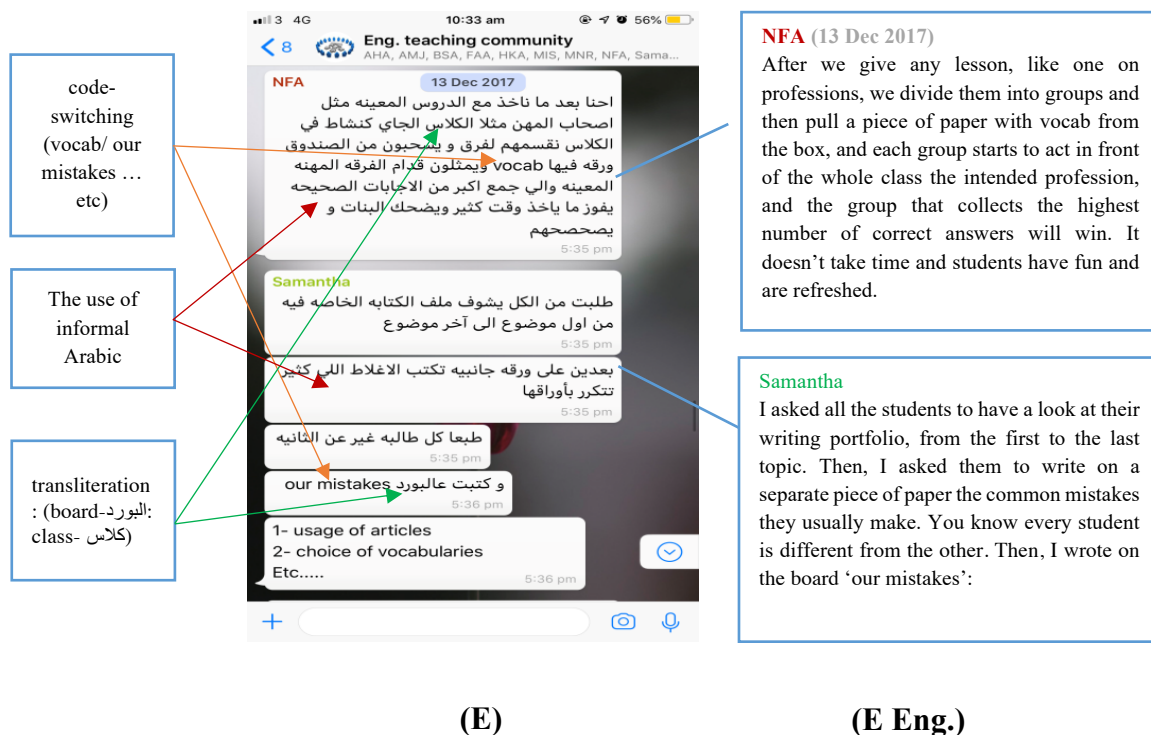 code-
switching
(vocab/ our
mistakes …
etc)
The use of
informal
Arabic
transliteration
: (board-البورد:
class- كلاس)
3 4G 10:33 am 56%
8 Eng. teaching community
AHA, AMJ, BSA, FAA, HKA, MIS, MNR, NFA, Sama...
NFA 13 Dec 2017
احنا بعد ما ناخذ مع الدروس المعينه مثل
اصحاب المهن مثلا الكلاس الجاي كنشاط في
الكلاس نقسمهم لفرق و يسحبون من الصندوق
ورقه فيها vocab ويمثلون قدام الفرقه المهنه
المعينه والي جمع اكبر من الاجابات الصحيحه
يفوز ما ياخذ وقت كثير ويضحك البنات و
يصحصحهم
5:35 pm
Samantha
طلبت من الكل يشوف ملف الكتابه الخاصه فيه
من اول موضوع الى آخر موضوع
5:35 pm
بعدين على ورقه جانبيه تكتب الاغلاط اللي كثير
تتكرر بأوراقها
5:35 pm
طبعا كل طالبه غير عن الثانيه
5:35 pm
و كتبت عالبورد our mistakes
5:36 pm
1- usage of articles
2- choice of vocabularies
Etc.....
5:36 pm
NFA (13 Dec 2017)
After we give any lesson, like one on
professions, we divide them into groups and
then pull a piece of paper with vocab from
the box, and each group starts to act in front
of the whole class the intended profession,
and the group that collects the highest
number of correct answers will win. It
doesn’t take time and students have fun and
are refreshed.
Samantha
I asked all the students to have a look at their
writing portfolio, from the first to the last
topic. Then, I asked them to write on a
separate piece of paper the common mistakes
they usually make. You know every student
is different from the other. Then, I wrote on
the board ‘our mistakes’:
(E)
(E Eng.)